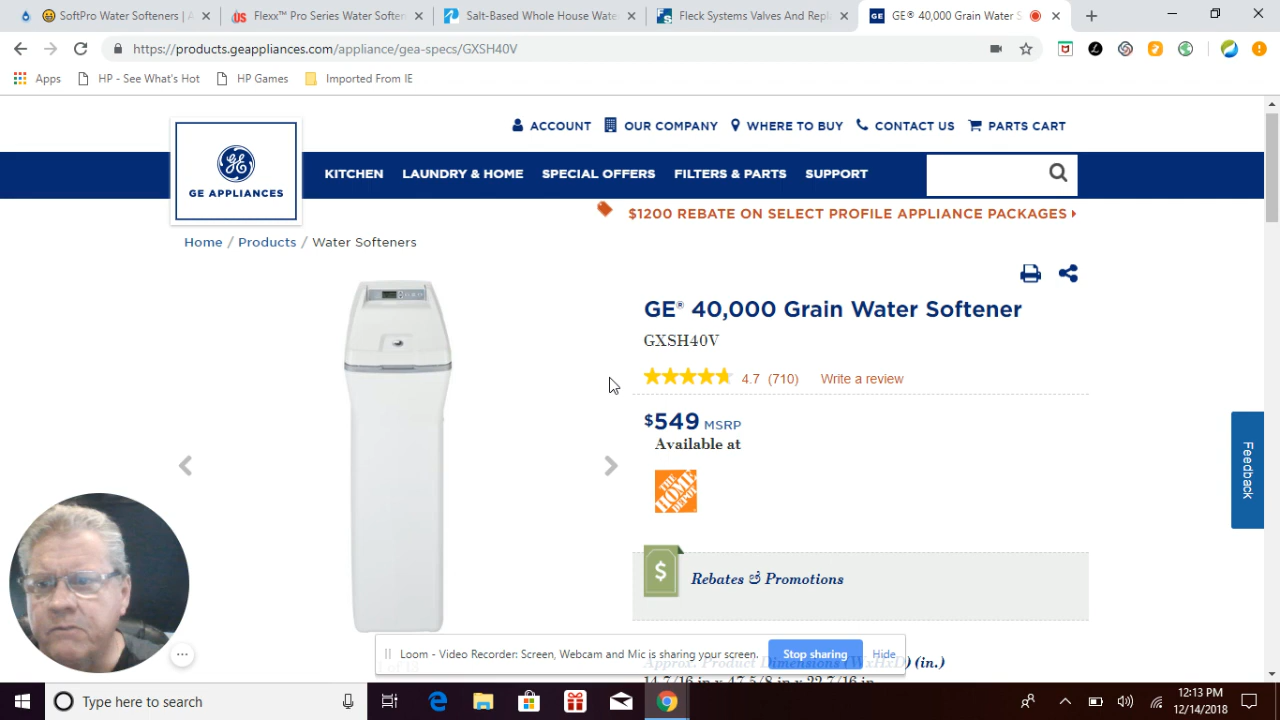 SoftPro Water Softeners | A
Flexx™ Pro Series Water Softn
Salt-Based Whole House Wate
Fleck Systems Valves And Rep
GE® 40,000 Grain Water S
https://products.geappliances.com/appliance/gea-specs/GXSH40V
Apps
HP - See What's Hot
HP Games
Imported From IE
ACCOUNT
OUR COMPANY
WHERE TO BUY
CONTACT US
PARTS CART
GE APPLIANCES
KITCHEN
LAUNDRY & HOME
SPECIAL OFFERS
FILTERS & PARTS
SUPPORT
$1200 REBATE ON SELECT PROFILE APPLIANCE PACKAGES
Home / Products / Water Softeners
GE® 40,000 Grain Water Softener
GXSH40V
4.7 (710) Write a review
$549 MSRP
Available at
THE HOME DEPOT
Feedback
$
Rebates & Promotions
Loom - Video Recorder: Screen, Webcam and Mic is sharing your screen.
Stop sharing
Hide
Approx. Product Dimensions (WxHxD) (in.)
14 7/16 in x 47 5/8 in x 22 7/16 in
Type here to search
12:13 PM
12/14/2018